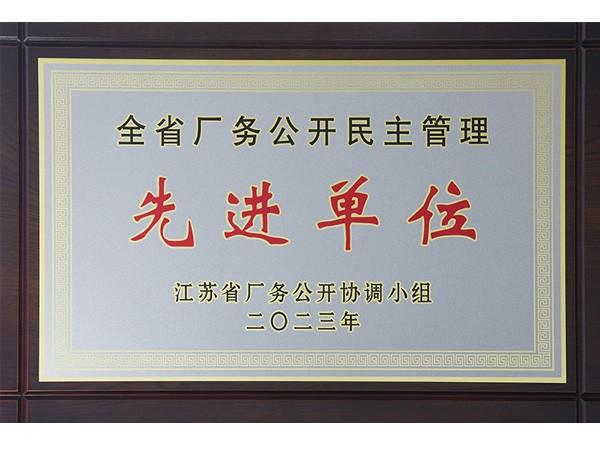 全省厂务公开民主管理
先进单位
江苏省厂务公开协调小组
二〇二三年